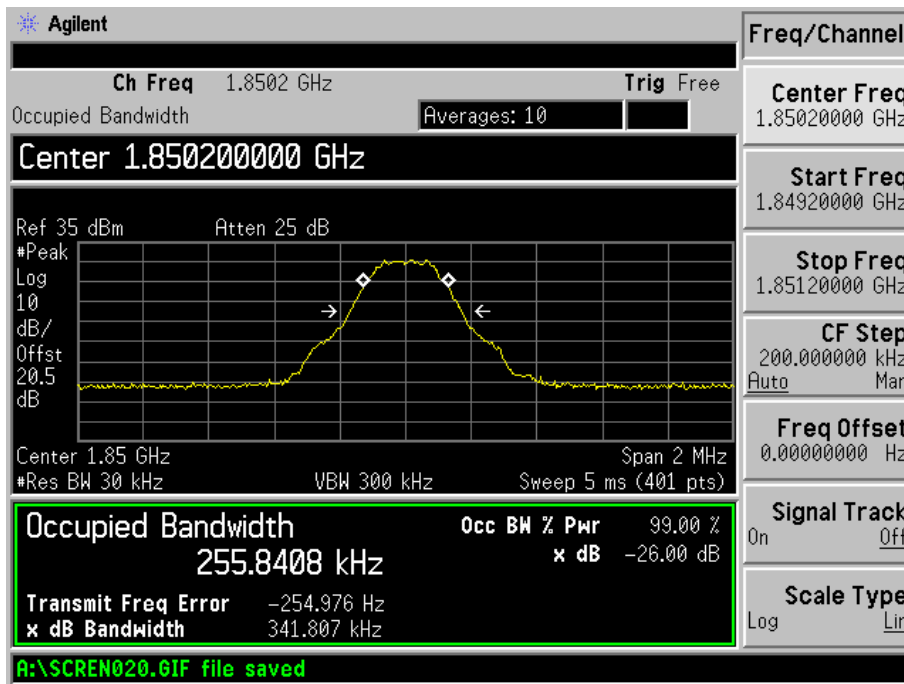 Agilent
Ch Freq 1.8502 GHz Trig Free
Occupied Bandwidth Averages: 10
Center 1.850200000 GHz
Ref 35 dBm Atten 25 dB
#Peak
Log
10
dB/
Offst
20.5
dB
Center 1.85 GHz Span 2 MHz
#Res BW 30 kHz VBW 300 kHz Sweep 5 ms (401 pts)
Occupied Bandwidth Occ BW % Pwr 99.00 %
255.8408 kHz x dB -26.00 dB
Transmit Freq Error -254.976 Hz
x dB Bandwidth 341.807 kHz
A:\SCREN020.GIF file saved
Freq/Channel
Center Freq
1.85020000 GHz
Start Freq
1.84920000 GHz
Stop Freq
1.85120000 GHz
CF Step
200.000000 kHz
Auto Man
Freq Offset
0.00000000 Hz
Signal Track
On Off
Scale Type
Log Lin